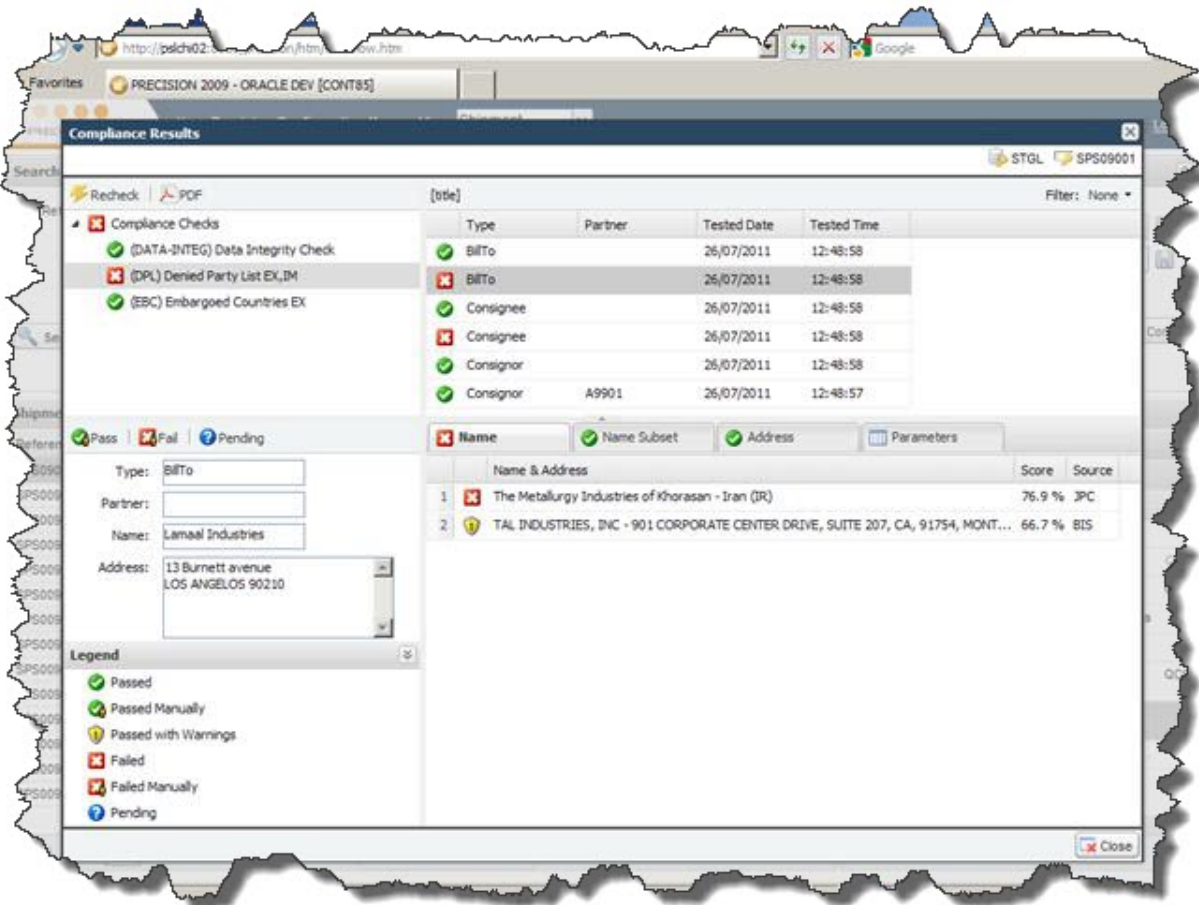 http://pslchi02
Google
Favorites
PRECISION 2009 - ORACLE DEV [CONT85]
Shipment
Compliance Results
STGL SPS09001
Search
Recheck PDF [title] Filter: None
Compliance Checks
(DATA-INTEG) Data Integrity Check
(DPL) Denied Party List EX,IM
(EBC) Embargoed Countries EX
Type Partner Tested Date Tested Time
BillTo 26/07/2011 12:48:58
BillTo 26/07/2011 12:48:58
Consignee 26/07/2011 12:48:58
Consignee 26/07/2011 12:48:58
Consignor 26/07/2011 12:48:58
Consignor A9901 26/07/2011 12:48:57
Pass Fail Pending
Type: BillTo
Partner:
Name: Lamaal Industries
Address: 13 Burnett avenue
LOS ANGELOS 90210
Name Name Subset Address Parameters
Name & Address Score Source
1 The Metallurgy Industries of Khorasan - Iran (IR) 76.9 % JPC
2 TAL INDUSTRIES, INC - 901 CORPORATE CENTER DRIVE, SUITE 207, CA, 91754, MONT... 66.7 % BIS
Legend
Passed
Passed Manually
Passed with Warnings
Failed
Failed Manually
Pending
Close